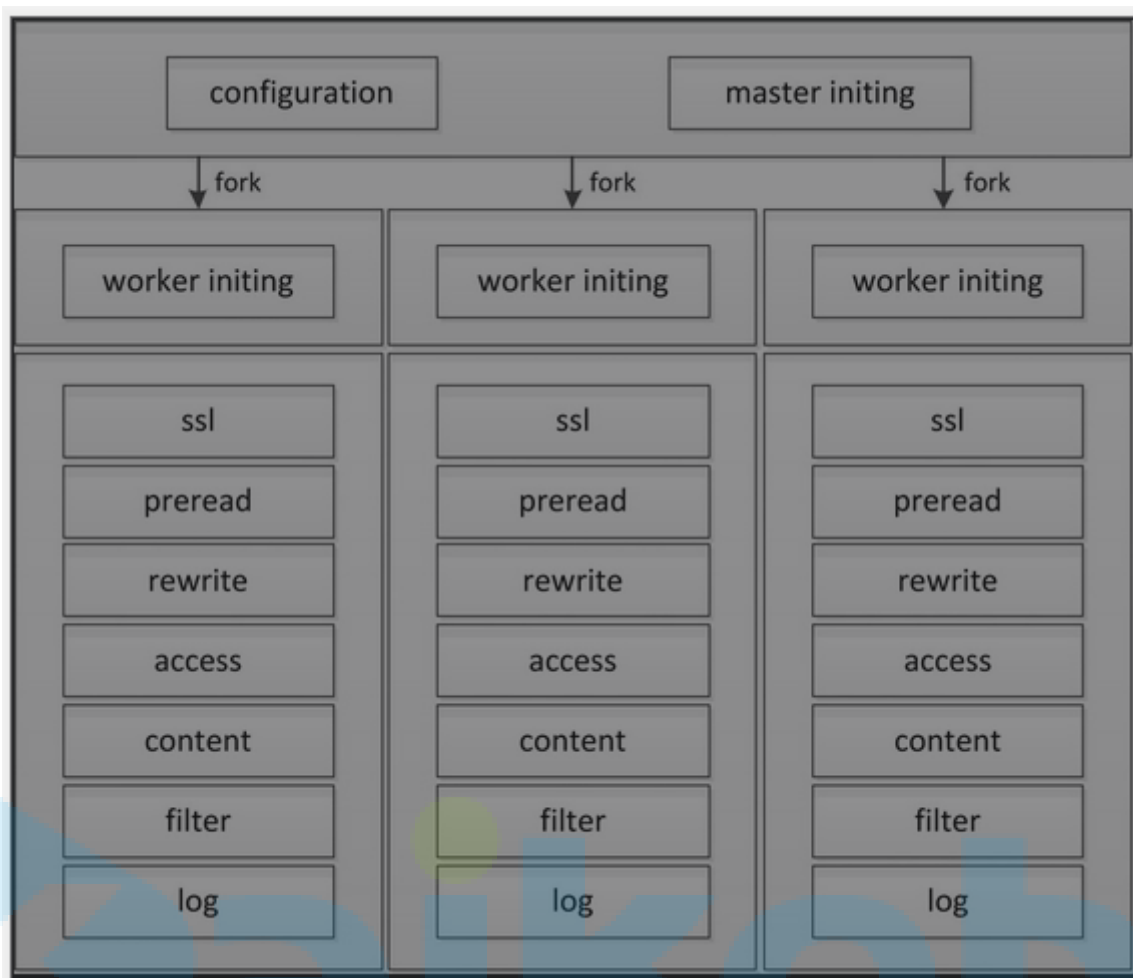 configuration master initing
fork fork fork
worker initing worker initing worker initing
ssl ssl ssl
preread preread preread
rewrite rewrite rewrite
access access access
content content content
filter filter filter
log log log